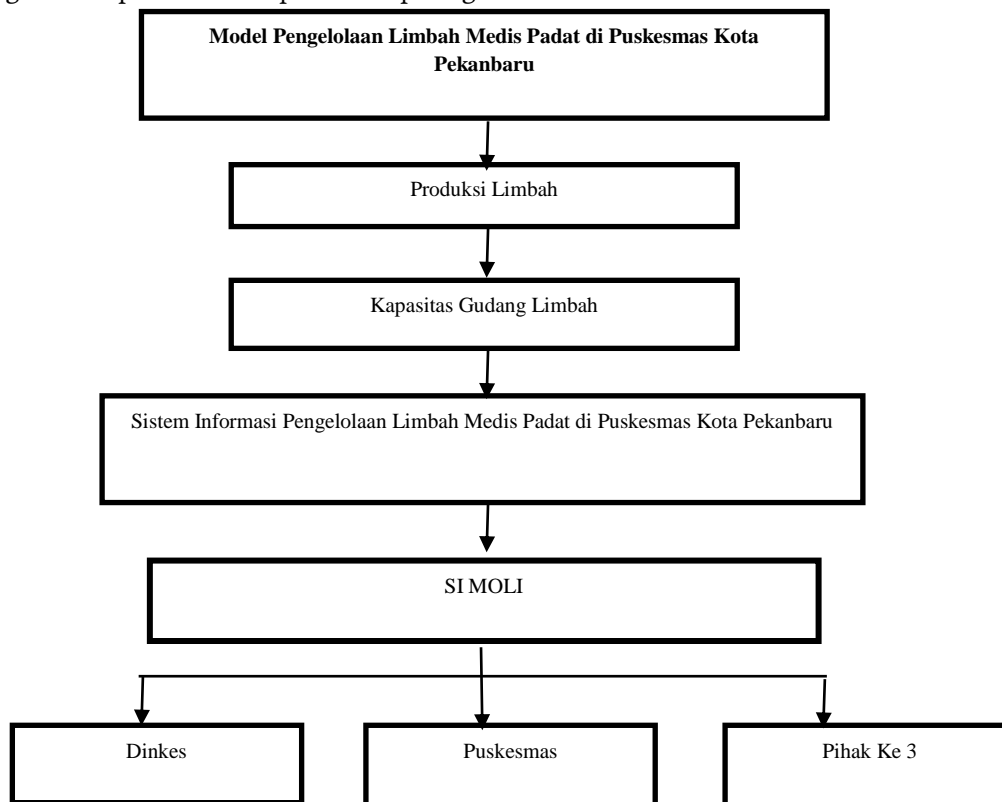 Model Pengelolaan Limbah Medis Padat di Puskesmas Kota
Pekanbaru
Produksi Limbah
Kapasitas Gudang Limbah
Sistem Informasi Pengelolaan Limbah Medis Padat di Puskesmas Kota Pekanbaru
SI MOLI
Dinkes
Puskesmas
Pihak Ke 3